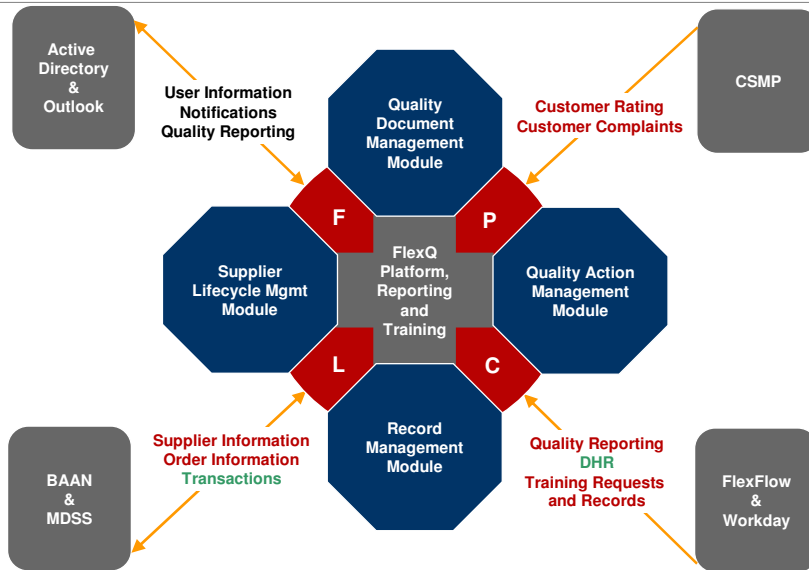 Active
Directory
&
Outlook
User Information
Notifications
Quality Reporting
Quality
Document
Management
Module
Customer Rating
Customer Complaints
CSMP
F
P
Supplier
Lifecycle Mgmt
Module
FlexQ
Platform,
Reporting
and
Training
Quality Action
Management
Module
L
C
BAAN
&
MDSS
Supplier Information
Order Information
Transactions
Record
Management
Module
Quality Reporting
DHR
Training Requests
and Records
FlexFlow
&
Workday